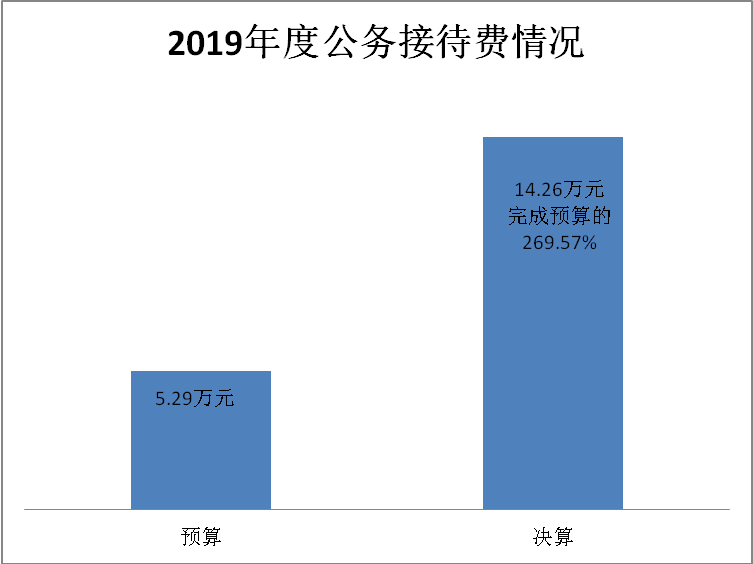 2019年度公务接待费情况
14.26万元
完成预算的
269.57%
5.29万元
预算
决算